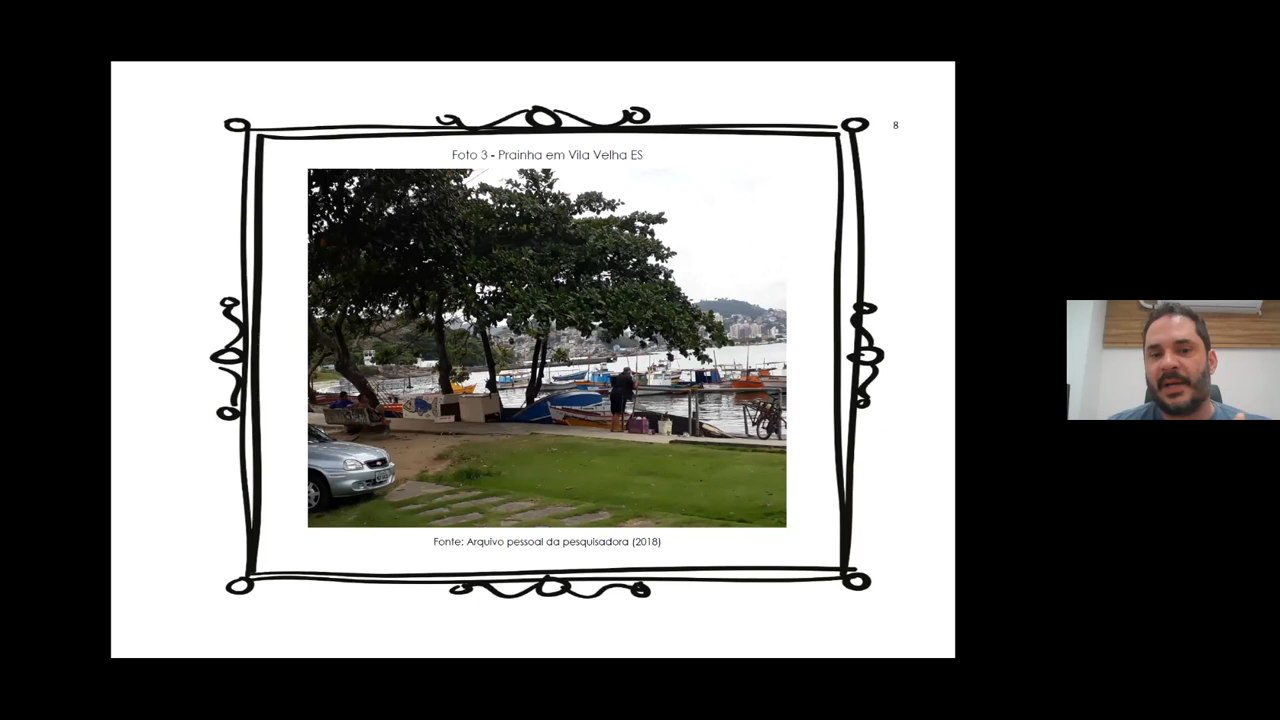 8
Foto 3 - Prainha em Vila Velha ES
Fonte: Arquivo pessoal da pesquisadora (2018)